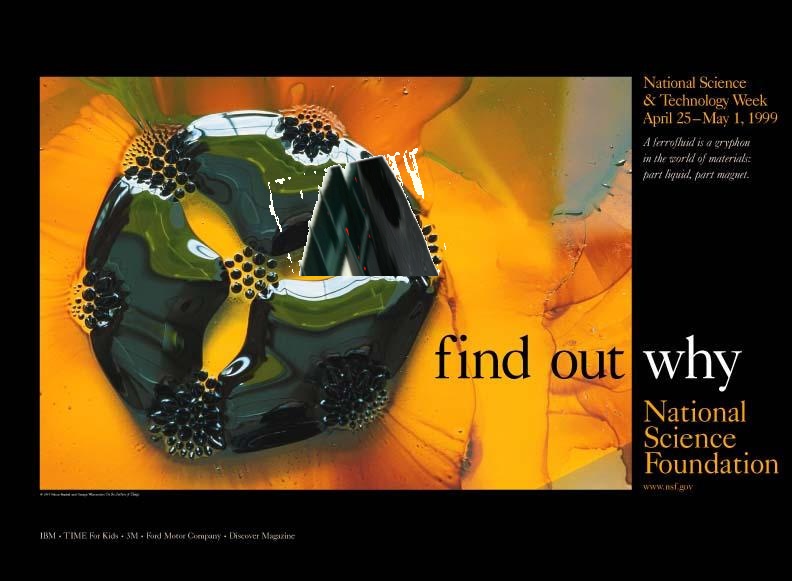 National Science
& Technology Week
April 25–May 1, 1999
A ferrofluid is a gryphon
in the world of materials:
part liquid, part magnet.
find out why
National
Science
Foundation
www.nsf.gov
IBM • TIME For Kids • 3M • Ford Motor Company • Discover Magazine